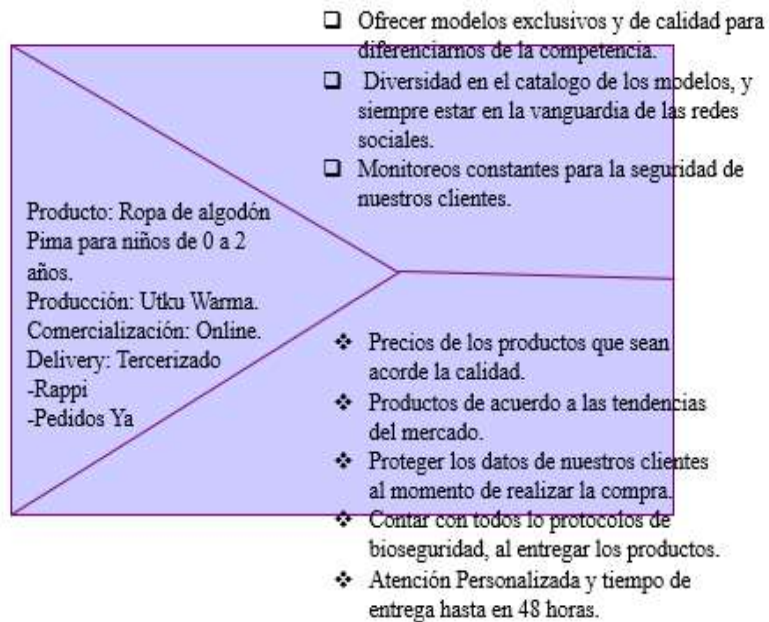 ❑ Ofrecer modelos exclusivos y de calidad para
diferenciarnos de la competencia.
❑ Diversidad en el catalogo de los modelos, y
siempre estar en la vanguardia de las redes
sociales.
❑ Monitoreos constantes para la seguridad de
nuestros clientes.
Producto: Ropa de algodón
Pima para niños de 0 a 2
años.
Producción: Utku Warma.
Comercialización: Online.
Delivery: Tercerizado
-Rappi
-Pedidos Ya
❖ Precios de los productos que sean
acorde la calidad.
❖ Productos de acuerdo a las tendencias
del mercado.
❖ Proteger los datos de nuestros clientes
al momento de realizar la compra.
❖ Contar con todos lo protocolos de
bioseguridad, al entregar los productos.
❖ Atención Personalizada y tiempo de
entrega hasta en 48 horas.